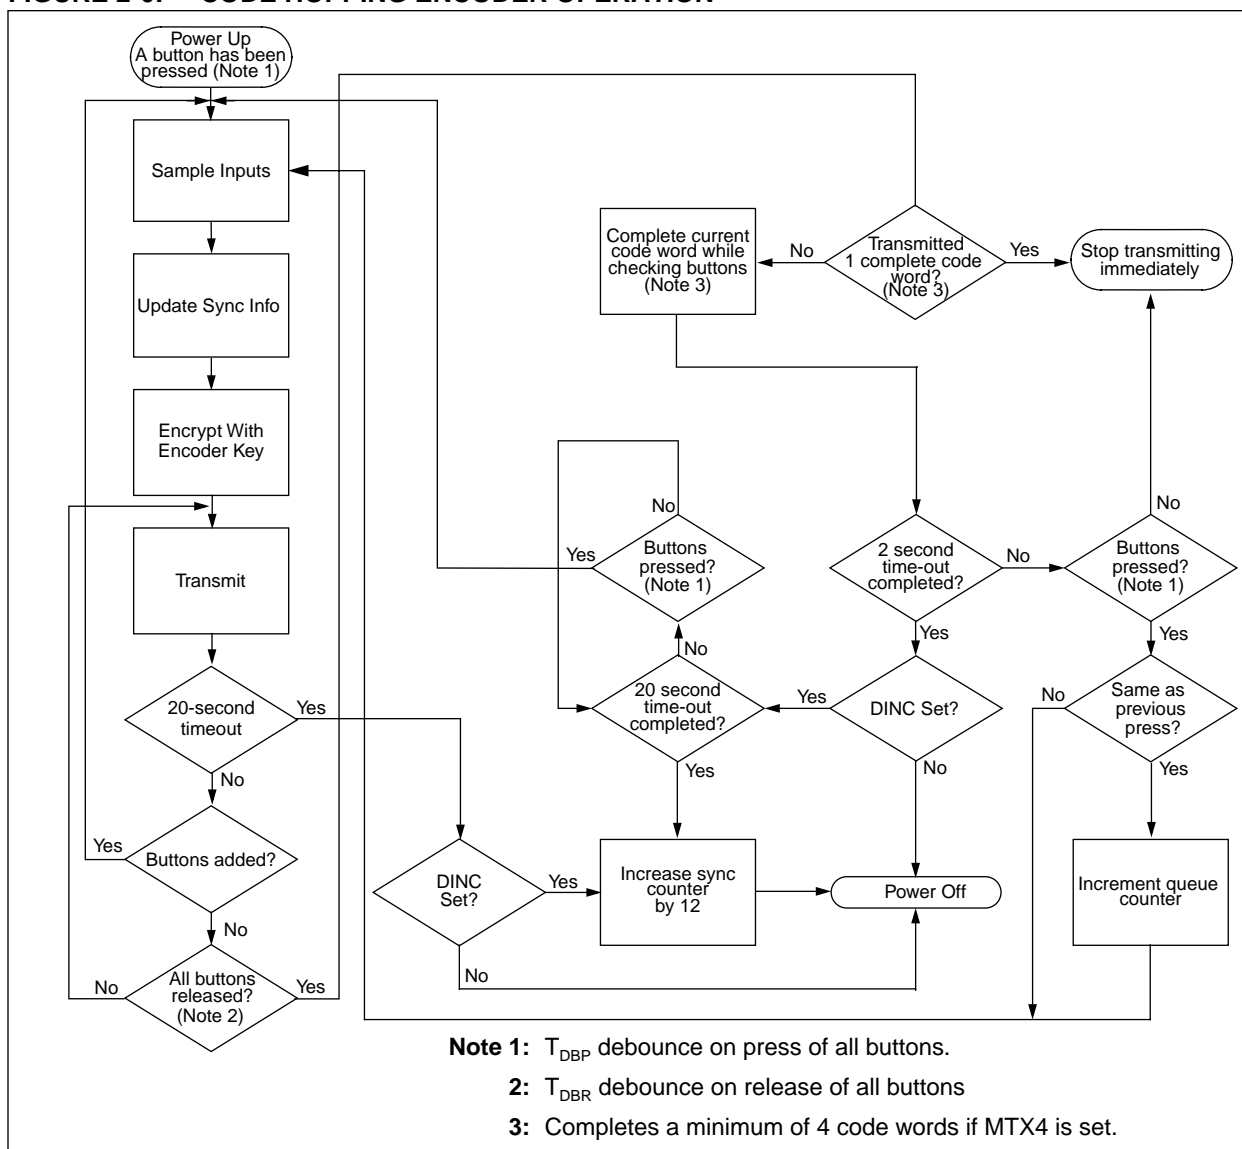 Power Up
A button has been
pressed (Note 1)
Sample Inputs
Update Sync Info
Encrypt With
Encoder Key
Transmit
20-second
timeout
Yes
No
Buttons added?
Yes
No
All buttons
released?
(Note 2)
No
Yes
Complete current
code word while
checking buttons
(Note 3)
No
Transmitted
1 complete code
word?
(Note 3)
Yes
Stop transmitting
immediately
No
Buttons
pressed?
(Note 1)
Yes
2 second
time-out
completed?
No
Yes
Buttons
pressed?
(Note 1)
No
Yes
20 second
time-out
completed?
No
Yes
DINC Set?
Yes
No
Same as
previous
press?
No
Yes
DINC
Set?
Yes
No
Increase sync
counter
by 12
Power Off
Increment queue
counter
Note 1: TDBP debounce on press of all buttons.
2: TDBR debounce on release of all buttons
3: Completes a minimum of 4 code words if MTX4 is set.